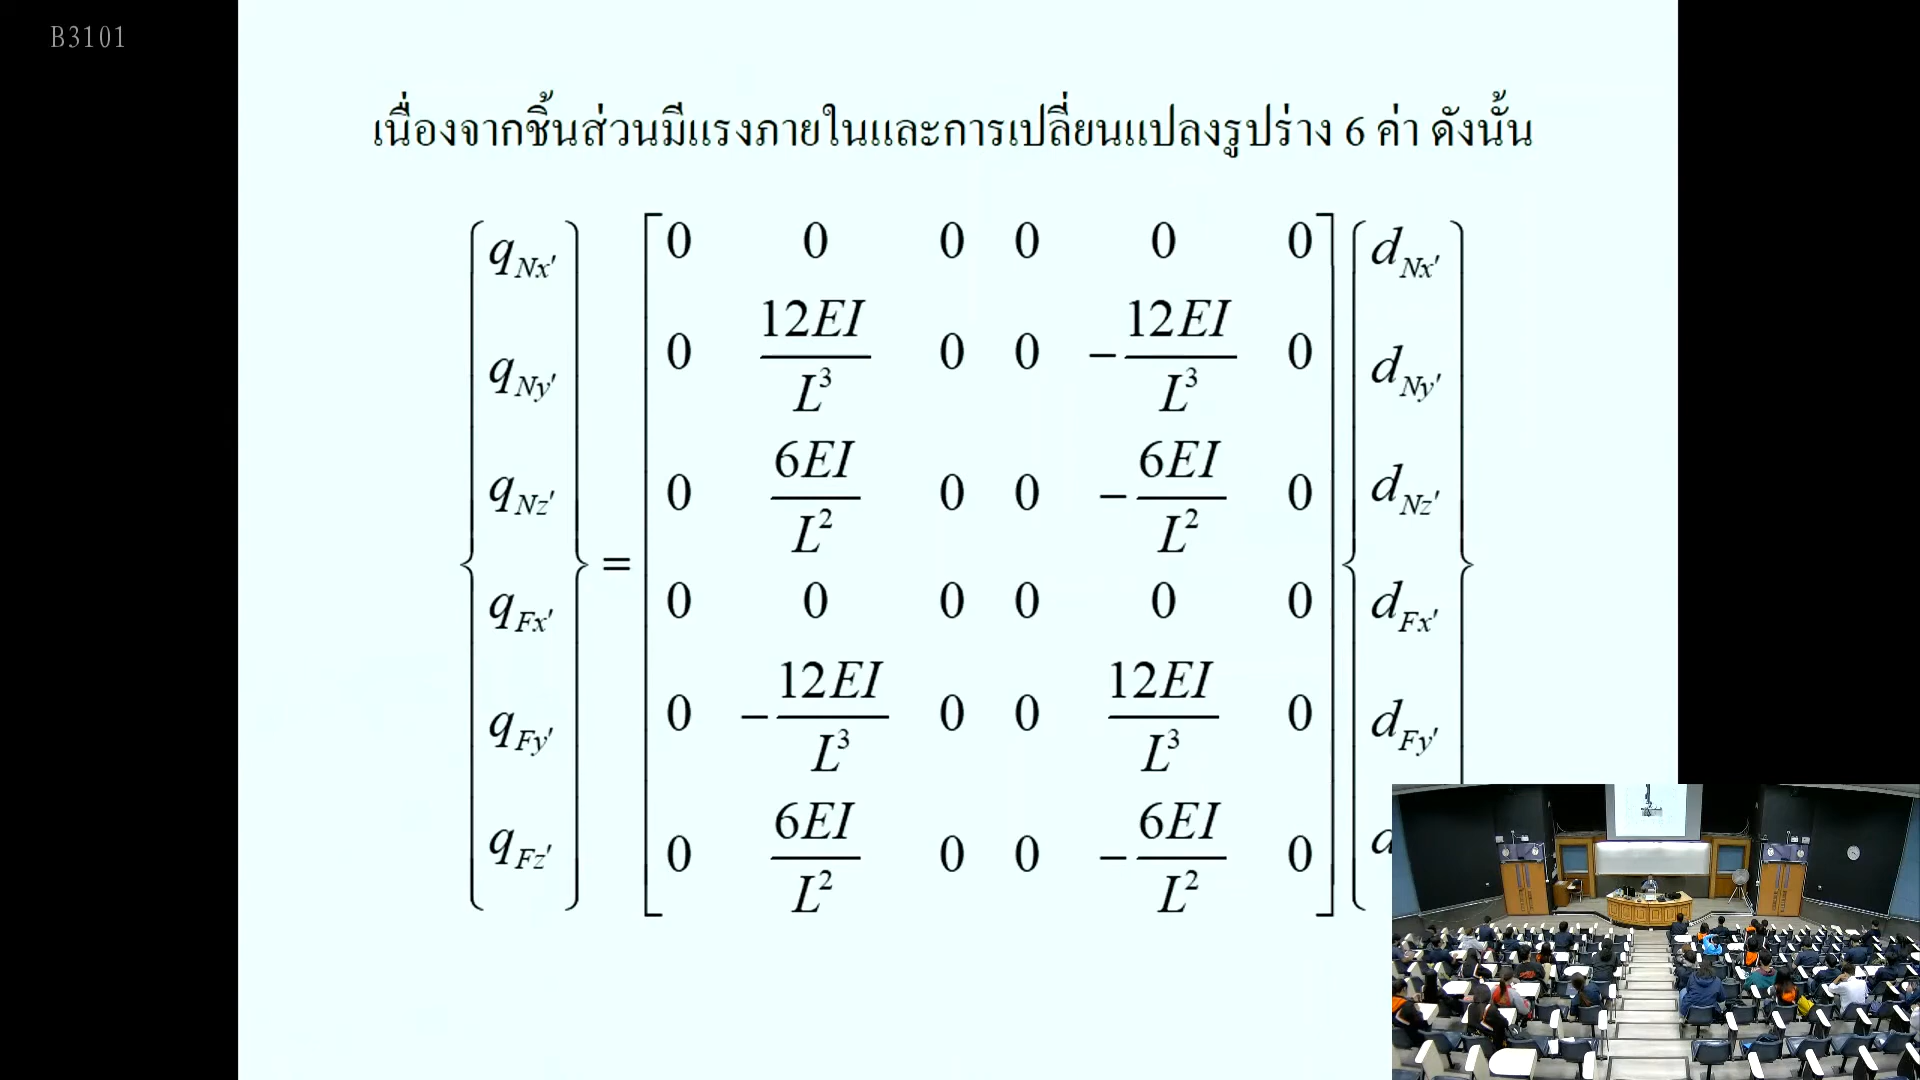 B3101
เนื่องจากชิ้นส่วนมีแรงภายในและการเปลี่ยนแปลงรูปร่าง 6 ค่า ดังนั้น
q_{Nx'} 0 0 0 0 0 0 d_{Nx'}
q_{Ny'} 0 12EI/L^3 0 0 -12EI/L^3 0 d_{Ny'}
q_{Nz'} 0 6EI/L^2 0 0 -6EI/L^2 0 d_{Nz'}
=
q_{Fx'} 0 0 0 0 0 0 d_{Fx'}
q_{Fy'} 0 -12EI/L^3 0 0 12EI/L^3 0 d_{Fy'}
q_{Fz'} 0 6EI/L^2 0 0 -6EI/L^2 0 d